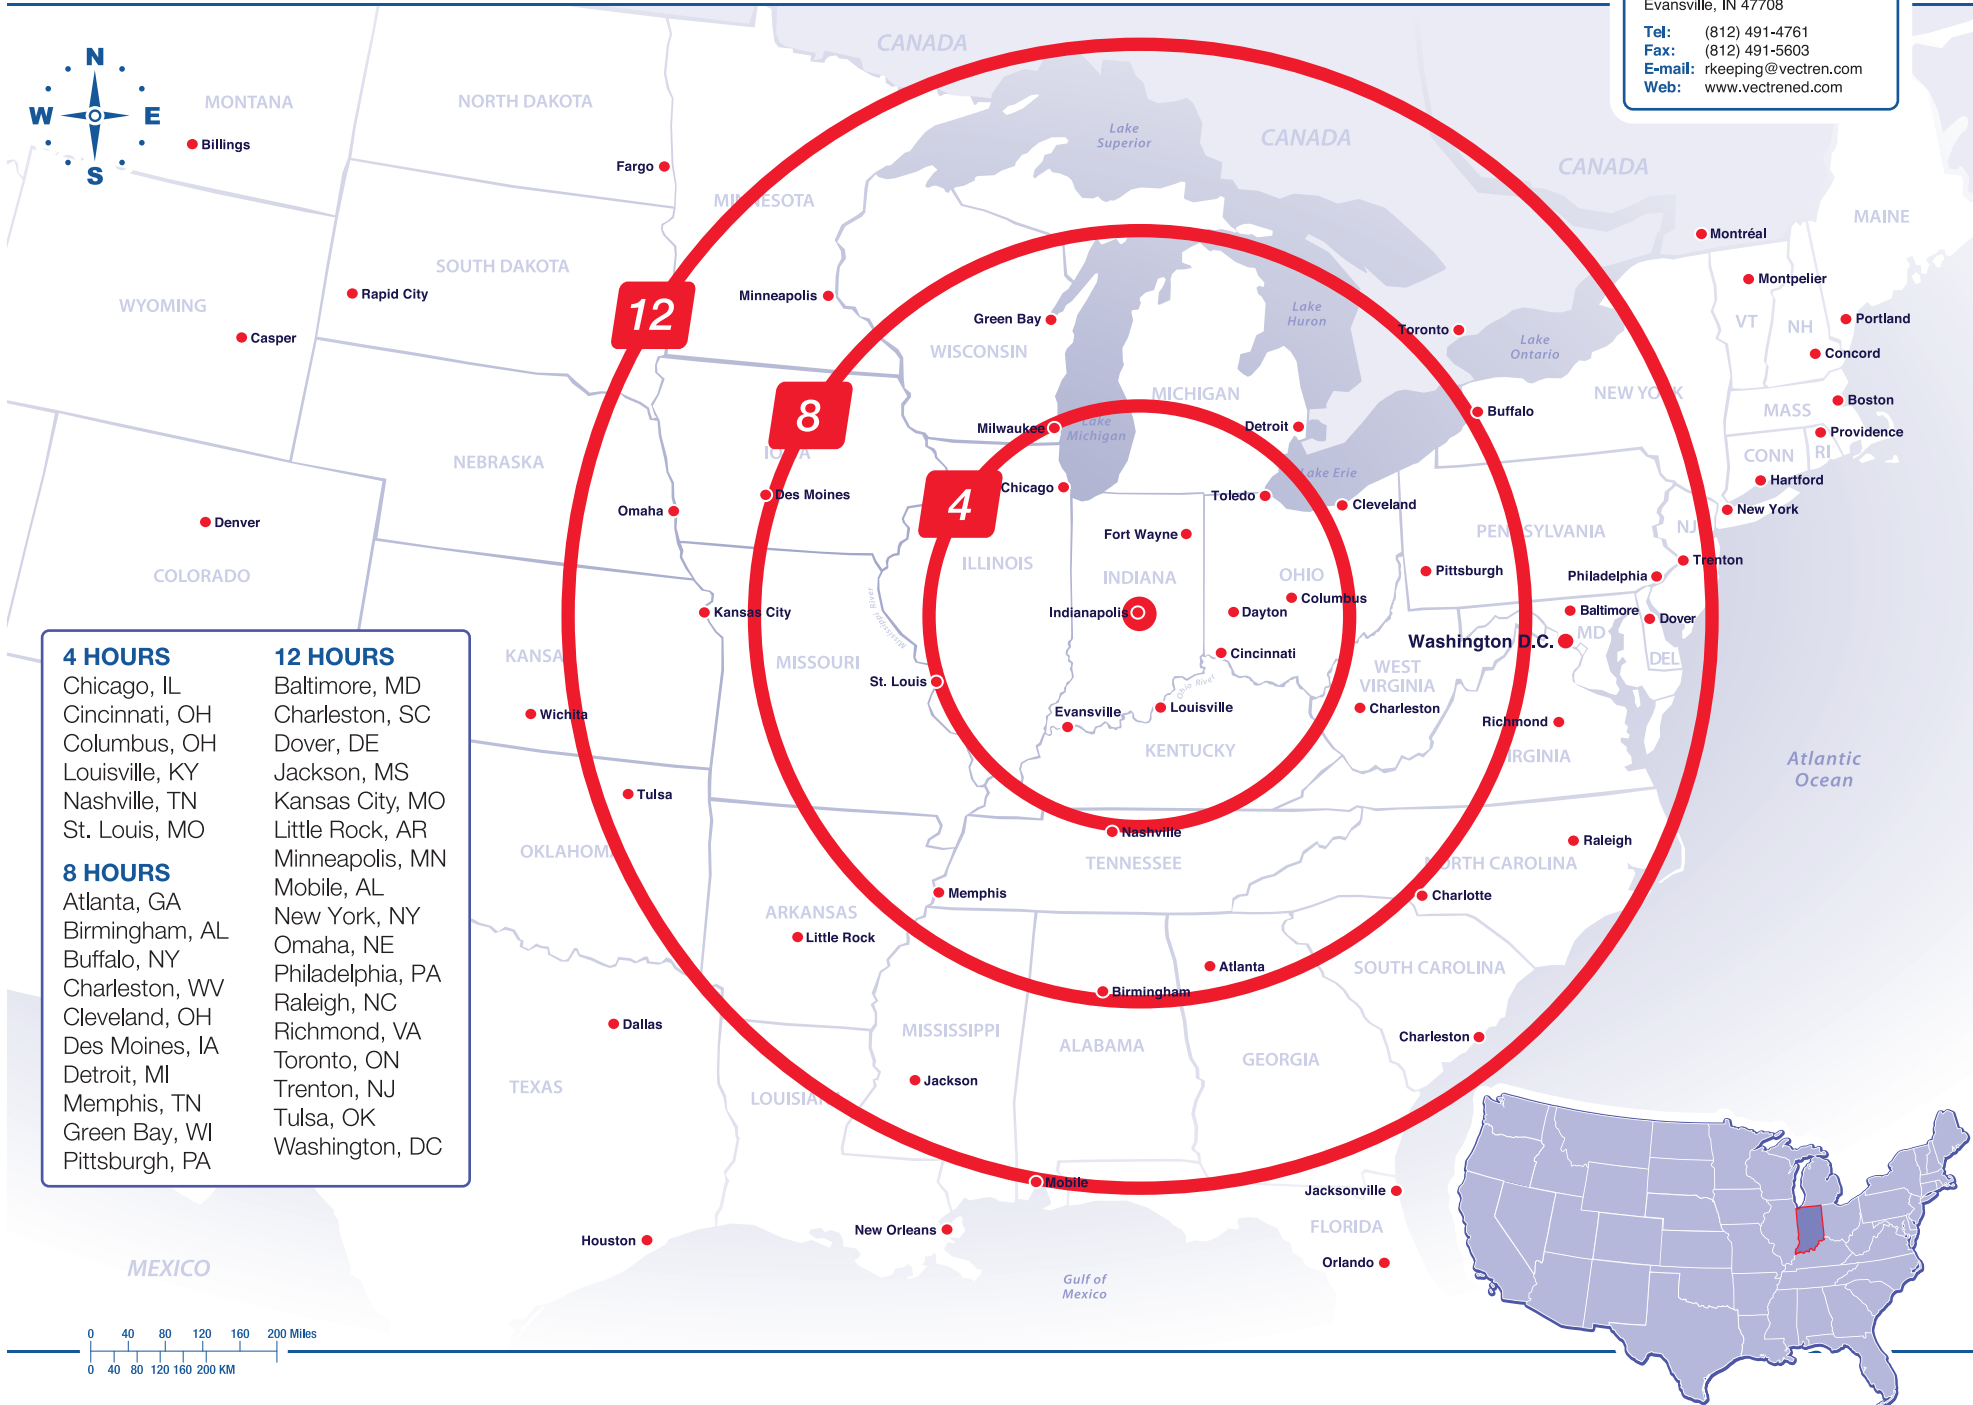 Evansville, IN 47708
Tel: (812) 491-4761
Fax: (812) 491-5603
E-mail: rkeeping@vectren.com
Web: www.vectrened.com
N
W E
S
CANADA
CANADA
CANADA
MONTANA
Billings
NORTH DAKOTA
Fargo
MINNESOTA
Lake
Superior
MAINE
Montréal
Montpelier
SOUTH DAKOTA
Rapid City
WYOMING
Casper
12
Minneapolis
Green Bay
WISCONSIN
Lake
Huron
Toronto
Lake
Ontario
VT
NH
Portland
Concord
MICHIGAN
NEW YORK
Buffalo
MASS
Boston
Providence
CONN
RI
Hartford
New York
8
IOWA
Des Moines
Milwaukee
Lake
Michigan
Detroit
Lake Erie
NEBRASKA
Omaha
4
Chicago
Toledo
Cleveland
Denver
COLORADO
Fort Wayne
PENNSYLVANIA
NJ
Trenton
ILLINOIS
INDIANA
OHIO
Pittsburgh
Philadelphia
Mississippi River
Kansas City
Indianapolis
Dayton
Columbus
Baltimore
Dover
Washington D.C.
MD
DEL
KANSA
MISSOURI
St. Louis
Cincinnati
Ohio River
WEST
VIRGINIA
Charleston
Wichita
Evansville
Louisville
Richmond
KENTUCKY
IRGINIA
Atlantic
Ocean
Tulsa
OKLAHOMA
Nashville
TENNESSEE
Raleigh
NORTH CAROLINA
Memphis
Charlotte
ARKANSAS
Little Rock
Atlanta
Birmingham
SOUTH CAROLINA
Dallas
MISSISSIPPI
ALABAMA
GEORGIA
Charleston
TEXAS
Jackson
LOUISIAN
Mobile
Jacksonville
New Orleans
FLORIDA
Houston
Orlando
MEXICO
Gulf of
Mexico
4 HOURS
Chicago, IL
Cincinnati, OH
Columbus, OH
Louisville, KY
Nashville, TN
St. Louis, MO
8 HOURS
Atlanta, GA
Birmingham, AL
Buffalo, NY
Charleston, WV
Cleveland, OH
Des Moines, IA
Detroit, MI
Memphis, TN
Green Bay, WI
Pittsburgh, PA
12 HOURS
Baltimore, MD
Charleston, SC
Dover, DE
Jackson, MS
Kansas City, MO
Little Rock, AR
Minneapolis, MN
Mobile, AL
New York, NY
Omaha, NE
Philadelphia, PA
Raleigh, NC
Richmond, VA
Toronto, ON
Trenton, NJ
Tulsa, OK
Washington, DC
0 40 80 120 160 200 Miles
0 40 80 120 160 200 KM